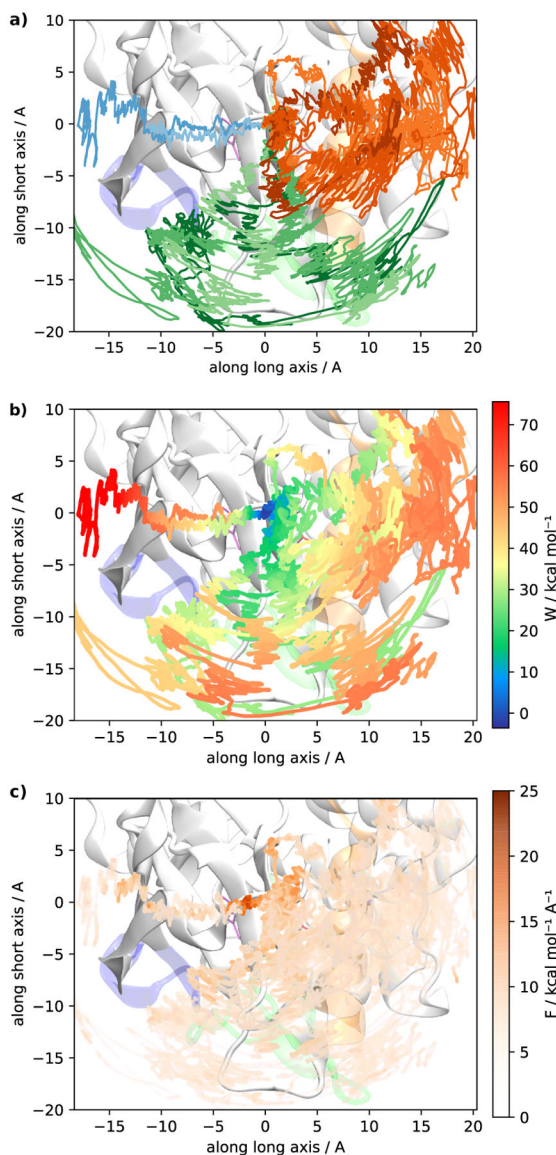 a)
10
5
0
−5
−10
−15
−20
along short axis / A
−15 −10 −5 0 5 10 15 20
along long axis / A
b)
10
5
0
−5
−10
−15
−20
along short axis / A
−15 −10 −5 0 5 10 15 20
along long axis / A
70
60
50
40
30
20
10
0
W / kcal mol⁻¹
c)
10
5
0
−5
−10
−15
−20
along short axis / A
−15 −10 −5 0 5 10 15 20
along long axis / A
25
20
15
10
5
0
F / kcal mol⁻¹ A⁻¹